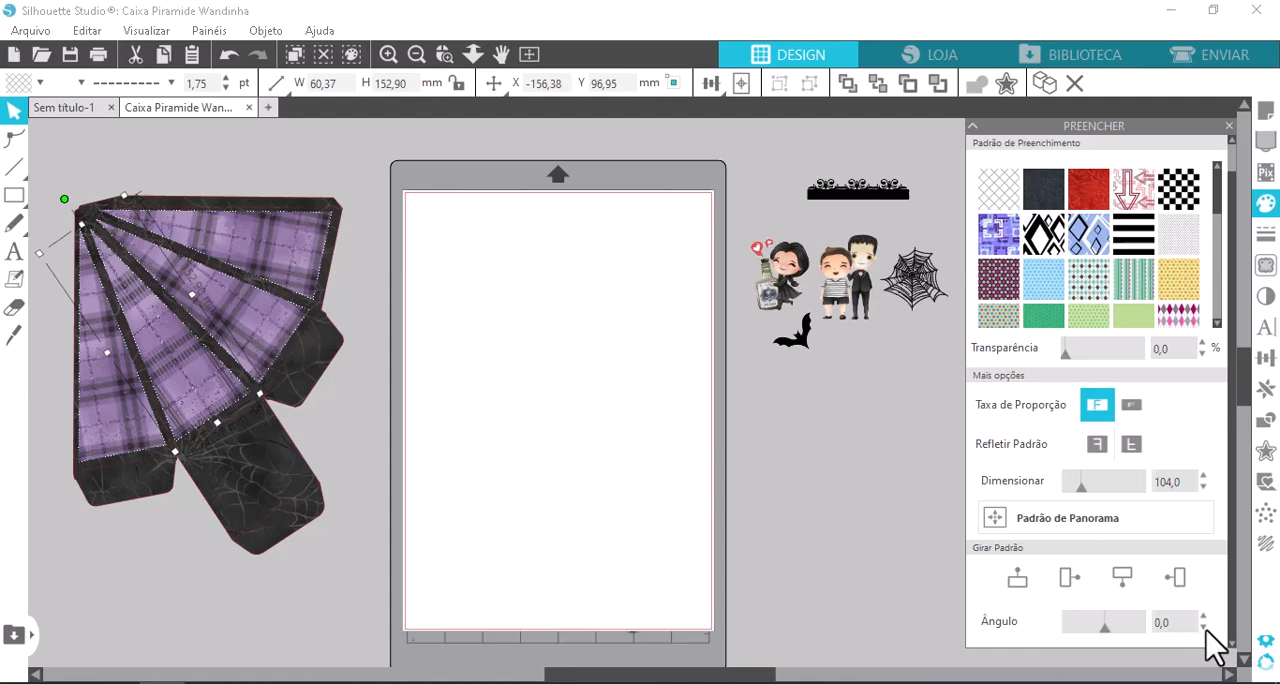 Silhouette Studio ®: Caixa Piramide Wandinha
Arquivo Editar Visualizar Painéis Objeto Ajuda
DESIGN LOJA BIBLIOTECA ENVIAR
1,75 pt W 60,37 H 152,90 mm X -156,38 Y 96,95 mm
Sem título-1 × Caixa Piramide Wan... × +
PREENCHER
Padrão de Preenchimento
Transparência 0,0 %
Mais opções
Taxa de Proporção
Refletir Padrão
Dimensionar 104,0
Padrão de Panorama
Girar Padrão
Ângulo 0,0